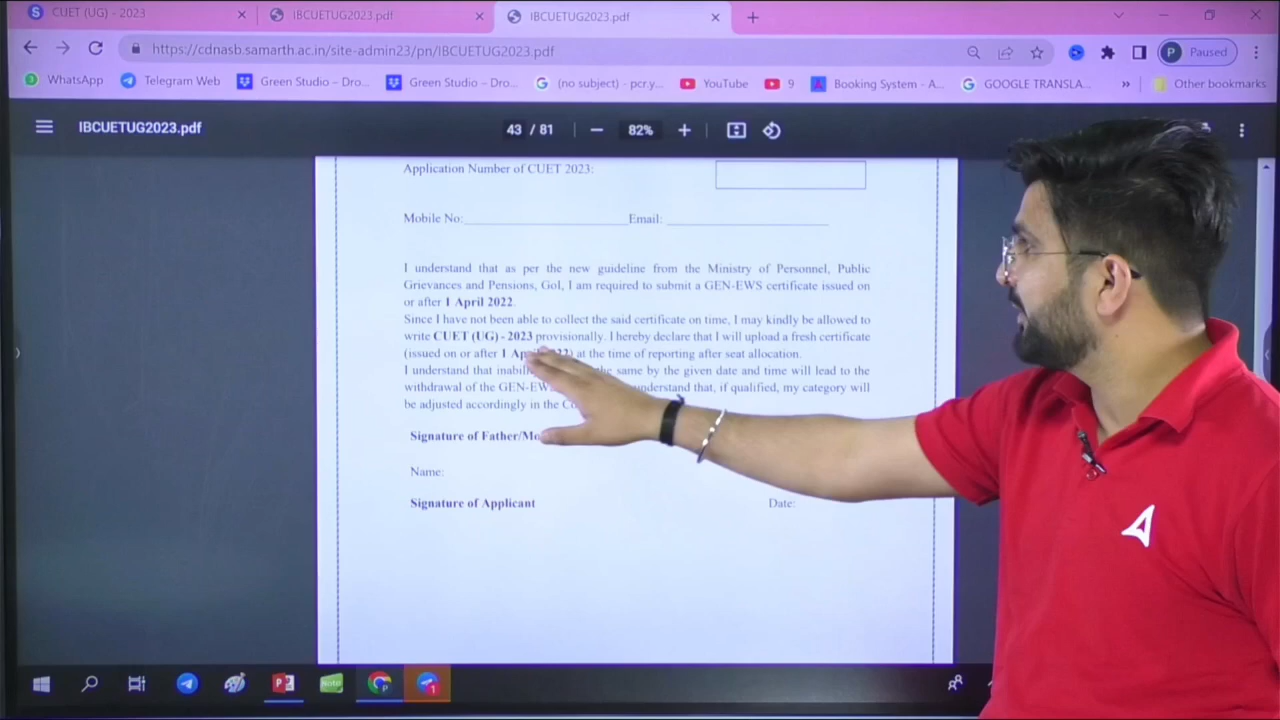 CUET (UG) - 2023
IBCUETUG2023.pdf
IBCUETUG2023.pdf
https://cdnasb.samarth.ac.in/site-admin23/pn/IBCUETUG2023.pdf
P Paused
WhatsApp
Telegram Web
Green Studio – Dro...
Green Studio – Dro...
(no subject) - pcr.y...
YouTube
9
Booking System - A...
GOOGLE TRANSLA...
»
Other bookmarks
IBCUETUG2023.pdf
43 / 81
82%
Application Number of CUET 2023:
Mobile No: Email:
I understand that as per the new guideline from the Ministry of Personnel, Public
Grievances and Pensions, GoI, I am required to submit a GEN-EWS certificate issued on
or after 1 April 2022.
Since I have not been able to collect the said certificate on time, I may kindly be allowed to
write CUET (UG) - 2023 provisionally. I hereby declare that I will upload a fresh certificate
(issued on or after 1 at the time of reporting after seat allocation.
I understand that the same by the given date and time will lead to the
withdrawal of the understand that, if qualified, my category will
be adjusted accordingly in the
Signature of
Name:
Signature of Applicant Date:
1